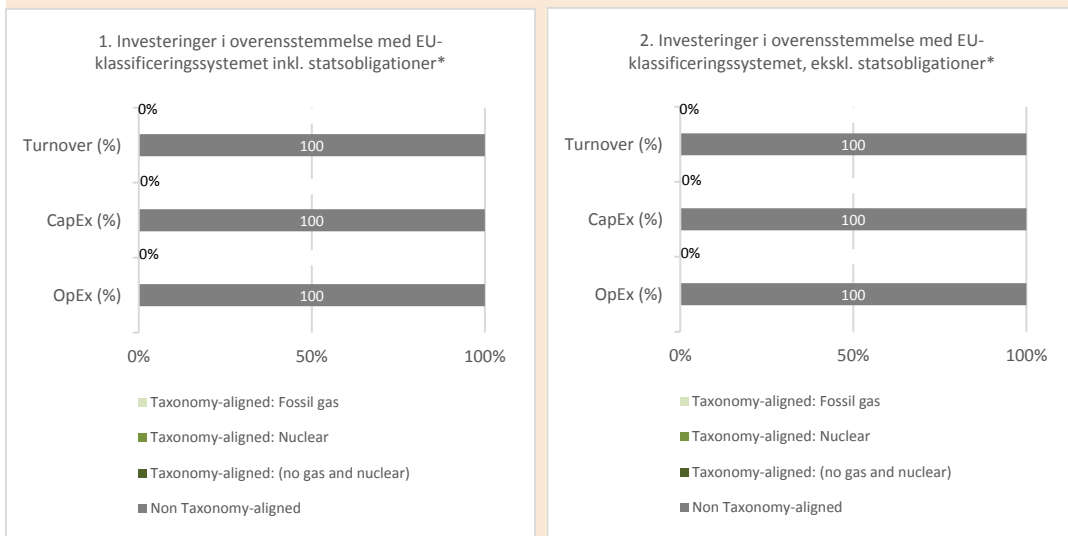 1. Investeringer i overensstemmelse med EU-
klassificeringssystemet inkl. statsobligationer*
0%
Turnover (%)
100
0%
CapEx (%)
100
0%
OpEx (%)
100
0%
50%
100%
Taxonomy-aligned: Fossil gas
Taxonomy-aligned: Nuclear
Taxonomy-aligned: (no gas and nuclear)
Non Taxonomy-aligned
2. Investeringer i overensstemmelse med EU-
klassificeringssystemet, ekskl. statsobligationer*
0%
Turnover (%)
100
0%
CapEx (%)
100
0%
OpEx (%)
100
0%
50%
100%
Taxonomy-aligned: Fossil gas
Taxonomy-aligned: Nuclear
Taxonomy-aligned: (no gas and nuclear)
Non Taxonomy-aligned